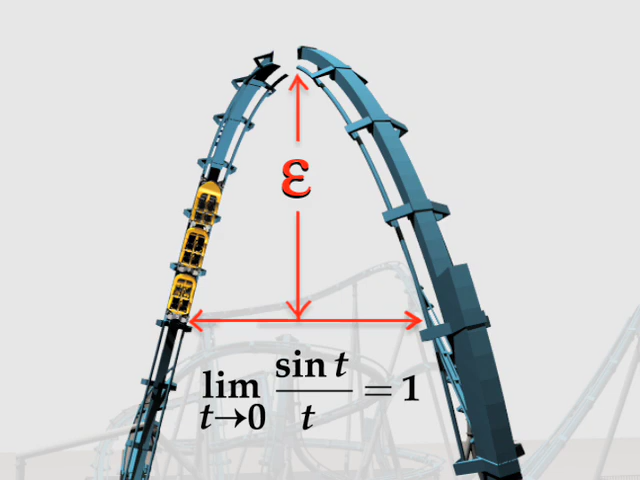 ε
lim sin t / t = 1
t→0